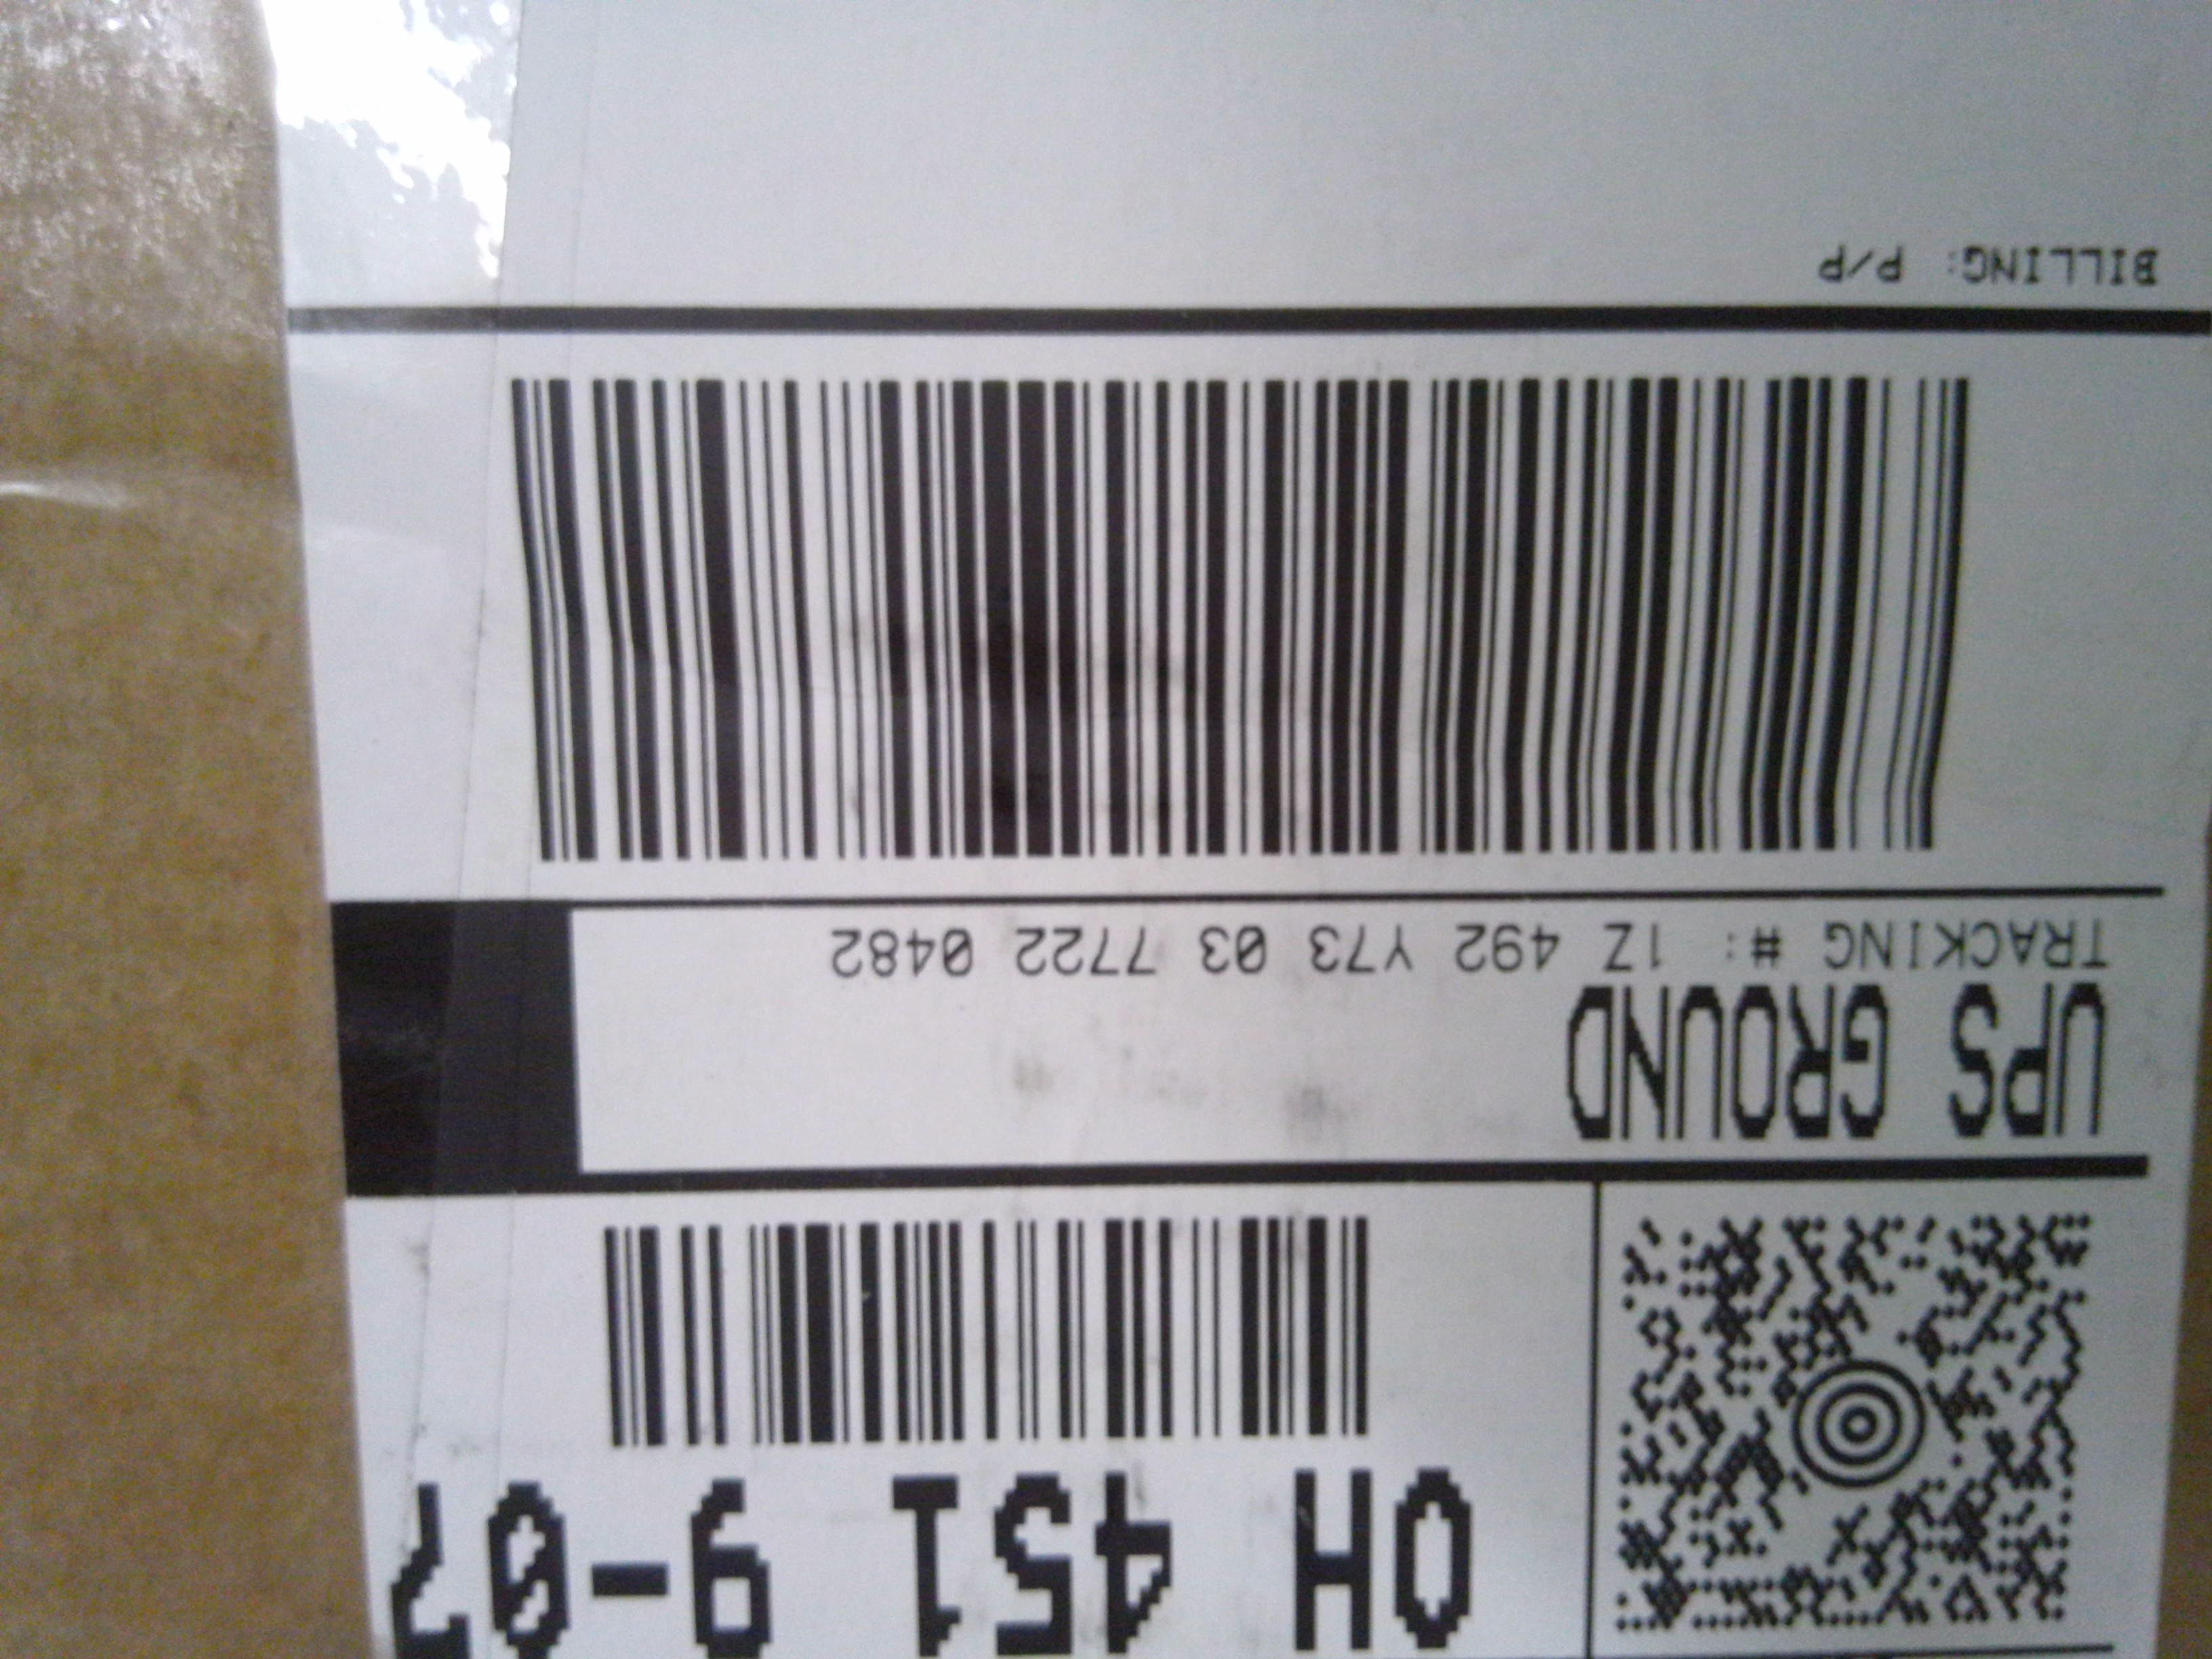 OH 451 9-07
UPS GROUND
TRACKING #: 1Z 492 Y73 03 7722 0482
BILLING: P/P